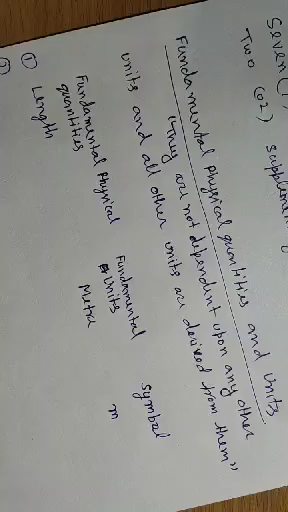 Seven (
Two (02) supplement
Fundamental physical quantities and units
"They are not dependent upon any other
units and all other units are derived from them"
Fundamental Physical quantities Fundamental units Symbol
① Length Metre m